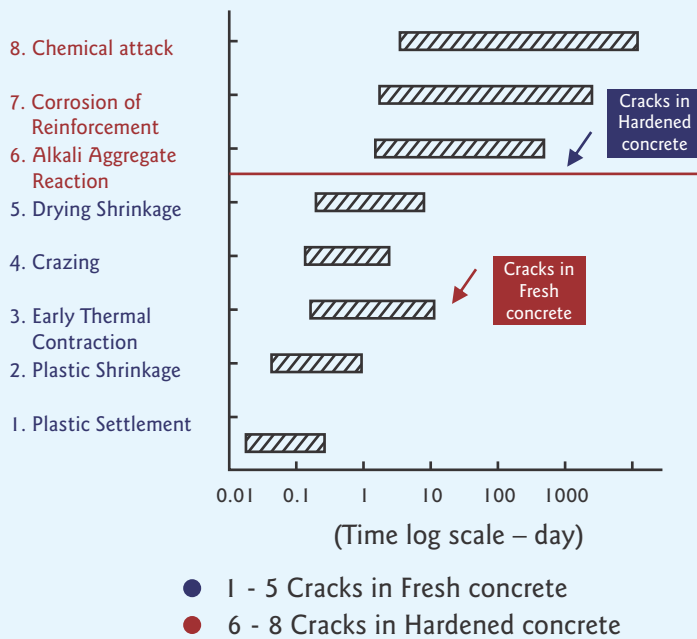 8. Chemical attack
7. Corrosion of
Reinforcement
6. Alkali Aggregate
Reaction
5. Drying Shrinkage
4. Crazing
3. Early Thermal
Contraction
2. Plastic Shrinkage
1. Plastic Settlement
Cracks in
Hardened
concrete
Cracks in
Fresh
concrete
0.01 0.1 1 10 100 1000
(Time log scale – day)
1 - 5 Cracks in Fresh concrete
6 - 8 Cracks in Hardened concrete